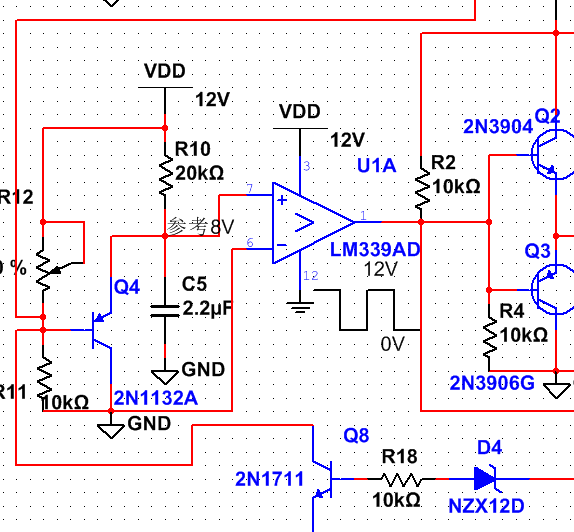 VDD
12V
VDD
12V
Q2
2N3904
R10
20kΩ
3
U1A
R2
10kΩ
R12
7
参考8V
1
6
LM339AD
%
Q4
C5
2.2µF
12
12V
Q3
0V
R4
10kΩ
GND
R11
10kΩ
2N1132A
2N3906G
GND
Q8
R18
D4
2N1711
10kΩ
NZX12D